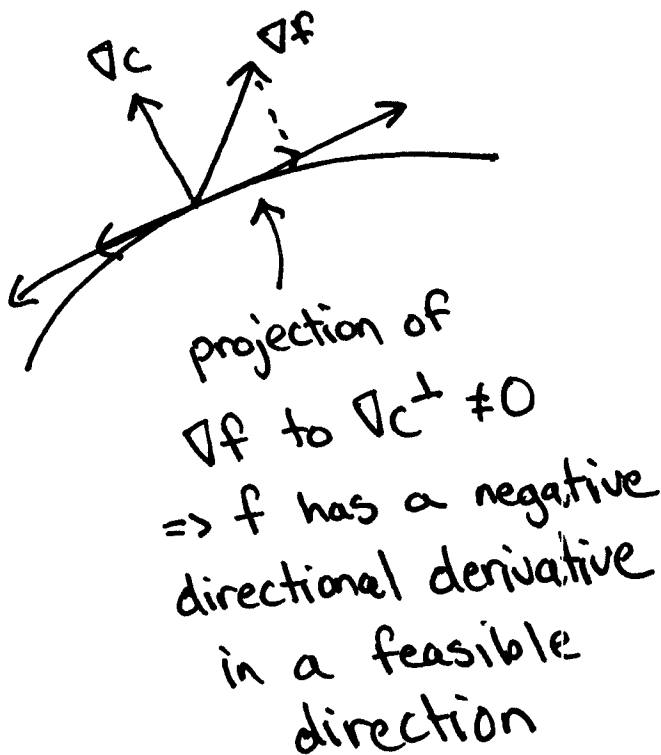 ∇c
∇f
projection of
∇f to ∇c⊥ ≠0
=> f has a negative
directional derivative
in a feasible
direction